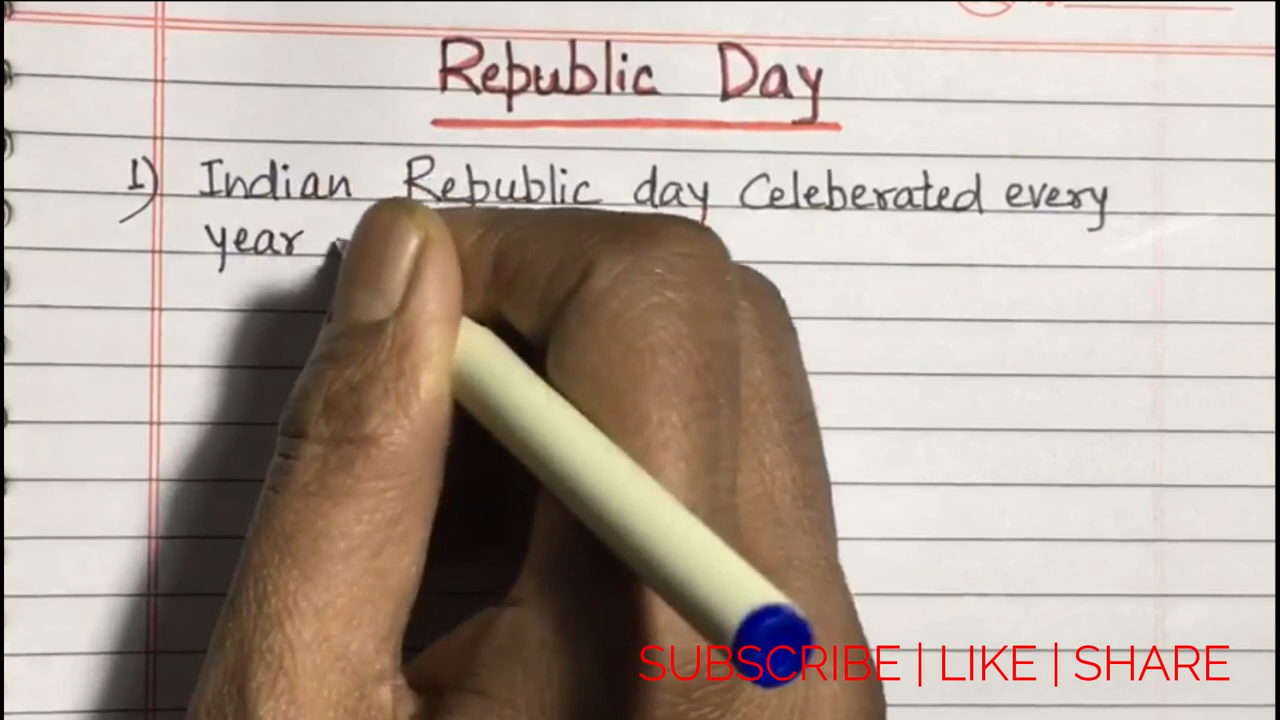 Republic Day
1) Indian Republic day Celeberated every
year
SUBSCRIBE | LIKE | SHARE